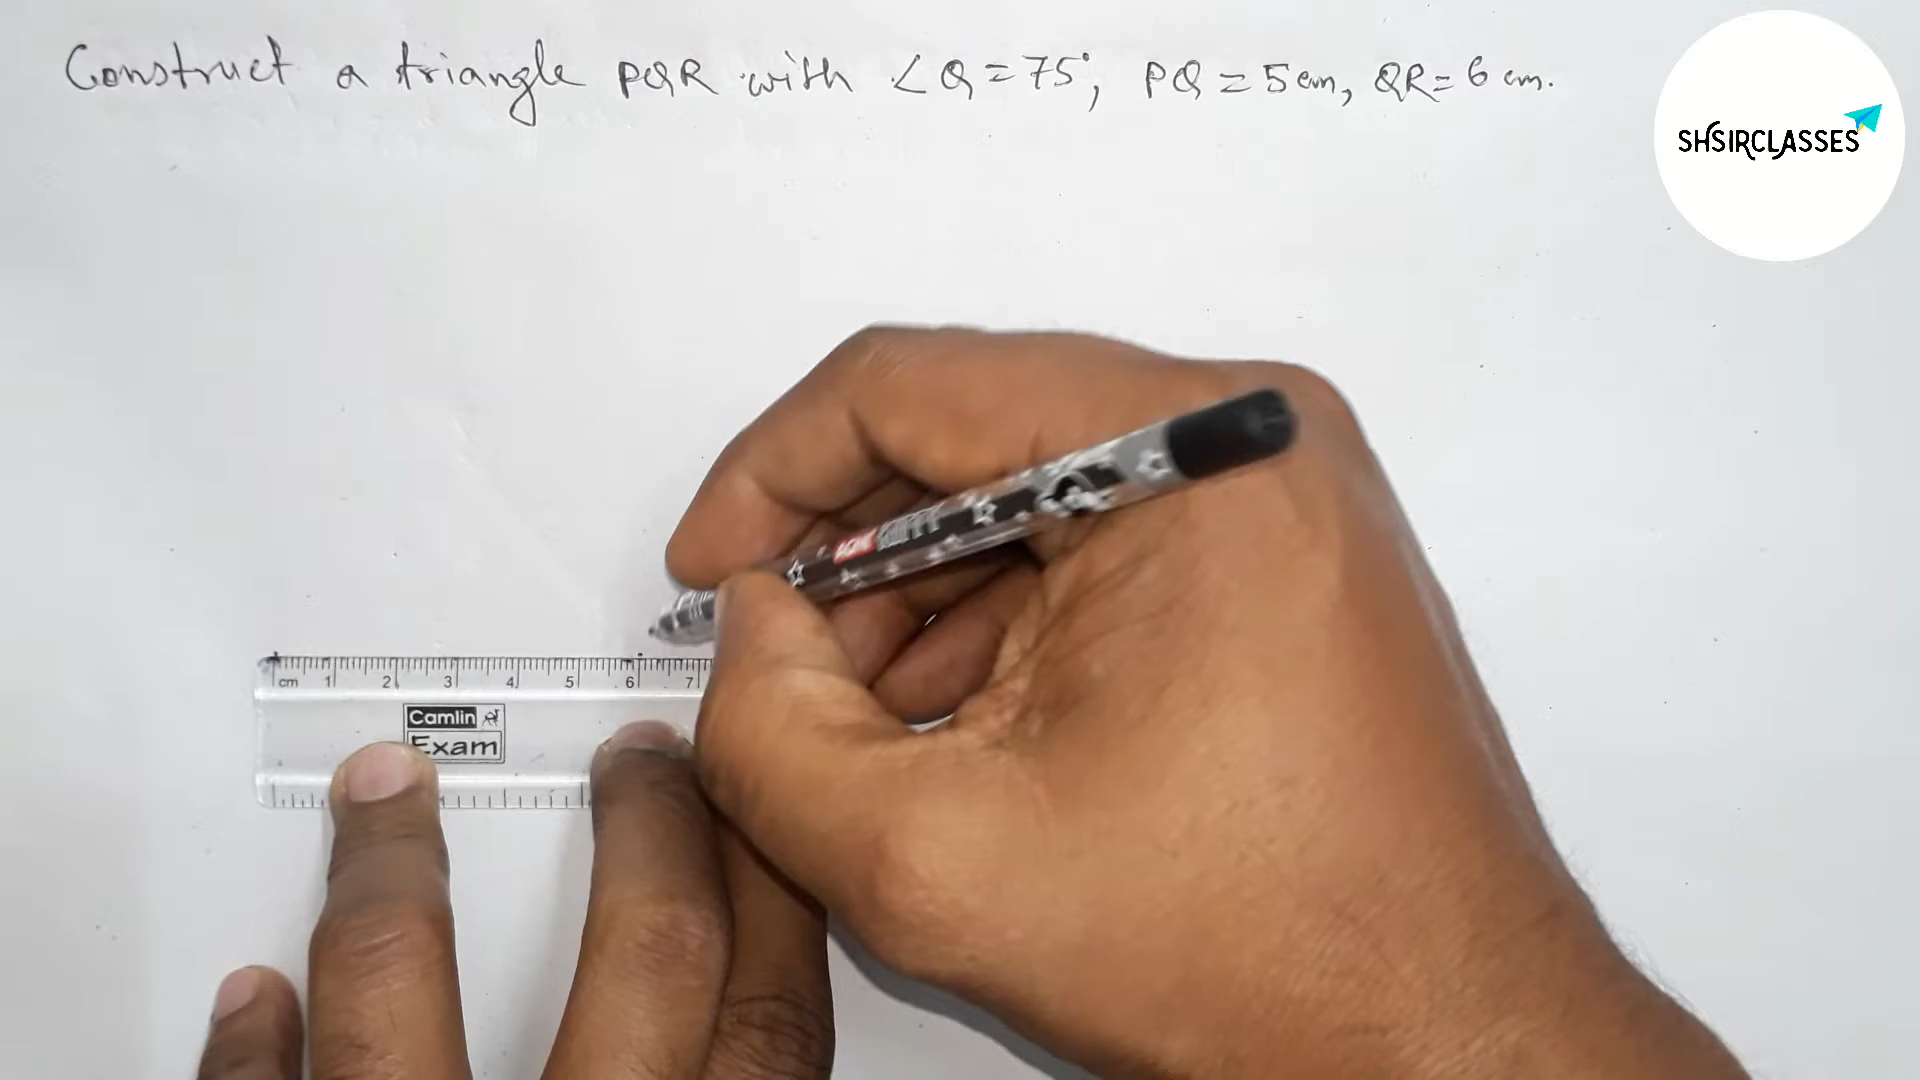 Construct a triangle PQR with ∠Q = 75°, PQ = 5 cm, QR = 6 cm.
SHSIRCLASSES
cm 1 2 3 4 5 6 7
Camlin
Exam